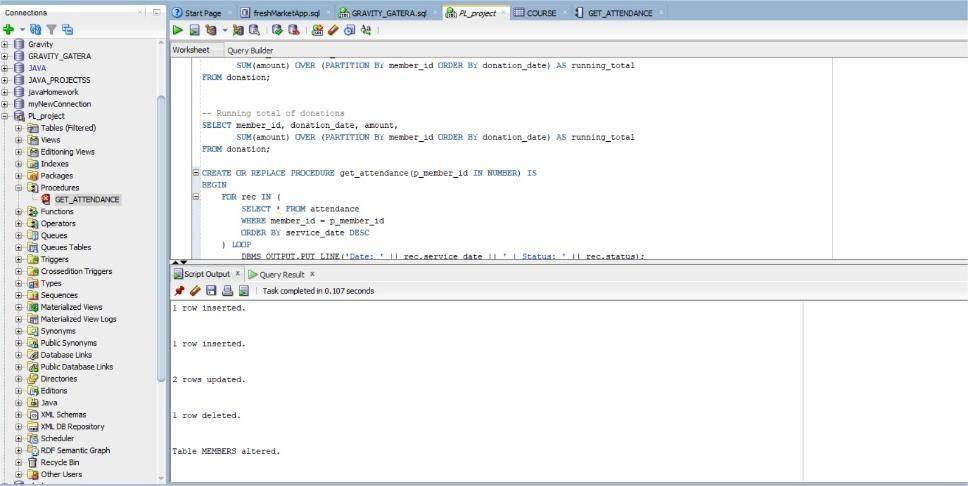 Connections
Gravity
GRAVITY_GATERA
JAVA
JAVA_PROJECTSS
javaHomework
myNewConnection
PL_project
Tables (Filtered)
Views
Editioning Views
Indexes
Packages
Procedures
GET_ATTENDANCE
Functions
Operators
Queues
Queues Tables
Triggers
Crossedition Triggers
Types
Sequences
Materialized Views
Materialized View Logs
Synonyms
Public Synonyms
Database Links
Public Database Links
Directories
Editions
Java
XML Schemas
XML DB Repository
Scheduler
RDF Semantic Graph
Recycle Bin
Other Users
Start Page freshMarketApp.sql GRAVITY_GATERA.sql PL_project COURSE GET_ATTENDANCE
Worksheet Query Builder
SUM(amount) OVER (PARTITION BY member_id ORDER BY donation_date) AS running_total
FROM donation;
-- Running total of donations
SELECT member_id, donation_date, amount,
SUM(amount) OVER (PARTITION BY member_id ORDER BY donation_date) AS running_total
FROM donation;
CREATE OR REPLACE PROCEDURE get_attendance(p_member_id IN NUMBER) IS
BEGIN
FOR rec IN (
SELECT * FROM attendance
WHERE member_id = p_member_id
ORDER BY service_date DESC
) LOOP
DBMS_OUTPUT.PUT_LINE('Date: ' || rec.service_date || ' | Status: ' || rec.status);
Script Output x Query Result x
Task completed in 0.107 seconds
1 row inserted.
1 row inserted.
2 rows updated.
1 row deleted.
Table MEMBERS altered.